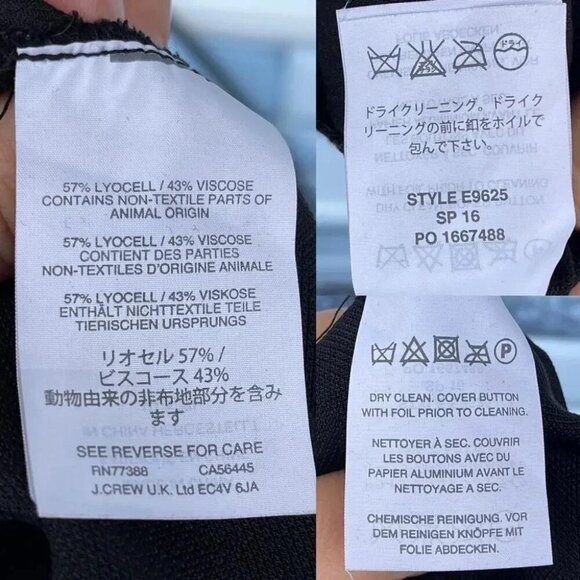 57% LYOCELL / 43% VISCOSE
CONTAINS NON-TEXTILE PARTS OF
ANIMAL ORIGIN
57% LYOCELL / 43% VISCOSE
CONTIENT DES PARTIES
NON-TEXTILES D'ORIGINE ANIMALE
57% LYOCELL / 43% VISKOSE
ENTHÄLT NICHTTEXTILE TEILE
TIERISCHEN URSPRUNGS
リオセル 57% /
ビスコース 43%
動物由来の非布地部分を含み
ます
SEE REVERSE FOR CARE
RN77388 CA56445
J.CREW U.K. Ltd EC4V 6JA
ドライ
ドライクリーニング。ドライク
リーニングの前に釦をホイルで
包んで下さい。
STYLE E9625
SP 16
PO 1667488
P
DRY CLEAN. COVER BUTTON
WITH FOIL PRIOR TO CLEANING.
NETTOYER À SEC. COUVRIR
LES BOUTONS AVEC DU
PAPIER ALUMINIUM AVANT LE
NETTOYAGE A SEC.
CHEMISCHE REINIGUNG. VOR
DEM REINIGEN KNÖPFE MIT
FOLIE ABDECKEN.